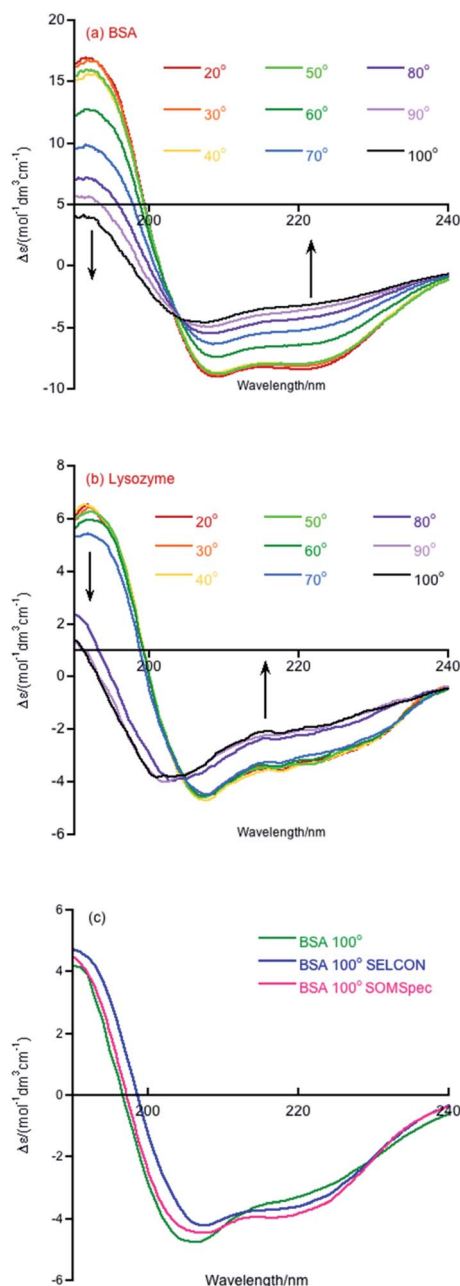 20
(a) BSA
20° 50° 80°
15
30° 60° 90°
10
40° 70° 100°
5
200 220 240
0
-5
-10
Wavelength/nm
Δε/(mol⁻¹dm³cm⁻¹)
8
(b) Lysozyme
6
20° 50° 80°
30° 60° 90°
4
40° 70° 100°
2
200 220 240
0
-2
-4
-6
Wavelength/nm
Δε/(mol⁻¹dm³cm⁻¹)
6
(c)
BSA 100°
BSA 100° SELCON
4
BSA 100° SOMSpec
2
0
200 220 240
-2
-4
-6
Wavelength/nm
Δε/(mol⁻¹dm³cm⁻¹)